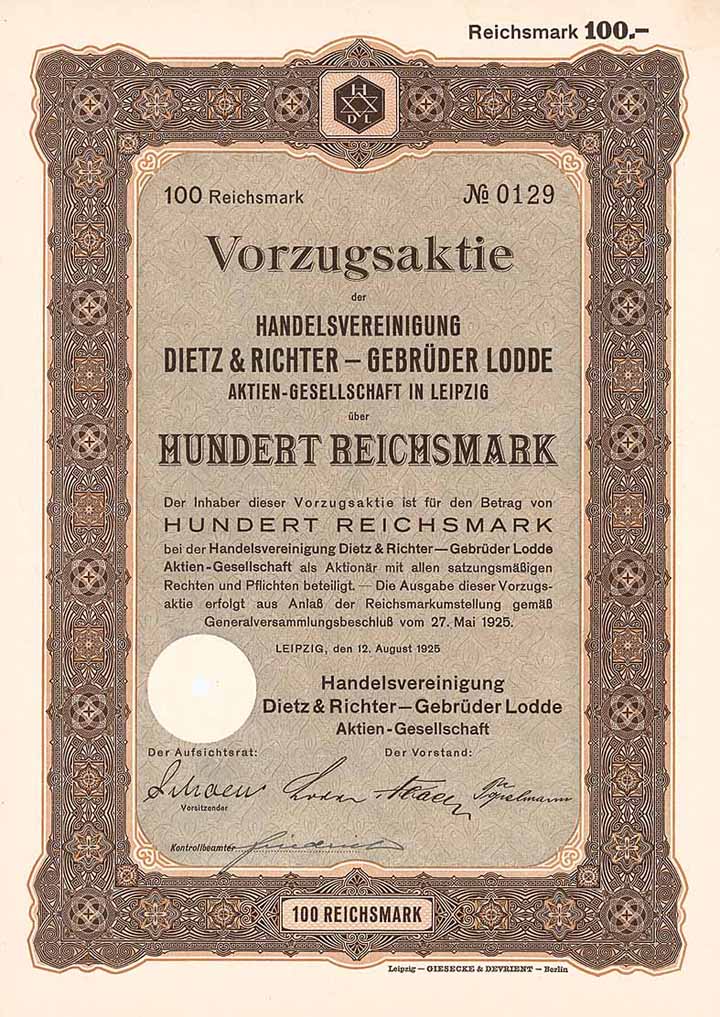 Reichsmark 100.–
H
D L
100 Reichsmark № 0129
Vorzugsaktie
der
HANDELSVEREINIGUNG
DIETZ & RICHTER – GEBRÜDER LODDE
AKTIEN-GESELLSCHAFT IN LEIPZIG
über
HUNDERT REICHSMARK
Der Inhaber dieser Vorzugsaktie ist für den Betrag von
HUNDERT REICHSMARK
bei der Handelsvereinigung Dietz & Richter—Gebrüder Lodde
Aktien-Gesellschaft als Aktionär mit allen satzungsmäßigen
Rechten und Pflichten beteiligt. — Die Ausgabe dieser Vorzugs-
aktie erfolgt aus Anlaß der Reichsmarkumstellung gemäß
Generalversammlungsbeschluß vom 27. Mai 1925.
LEIPZIG, den 12. August 1925
Handelsvereinigung
Dietz & Richter—Gebrüder Lodde
Aktien-Gesellschaft
Der Aufsichtsrat: Der Vorstand:
Vorsitzender
Kontrollbeamter
100 REICHSMARK
Leipzig — GIESECKE & DEVRIENT — Berlin